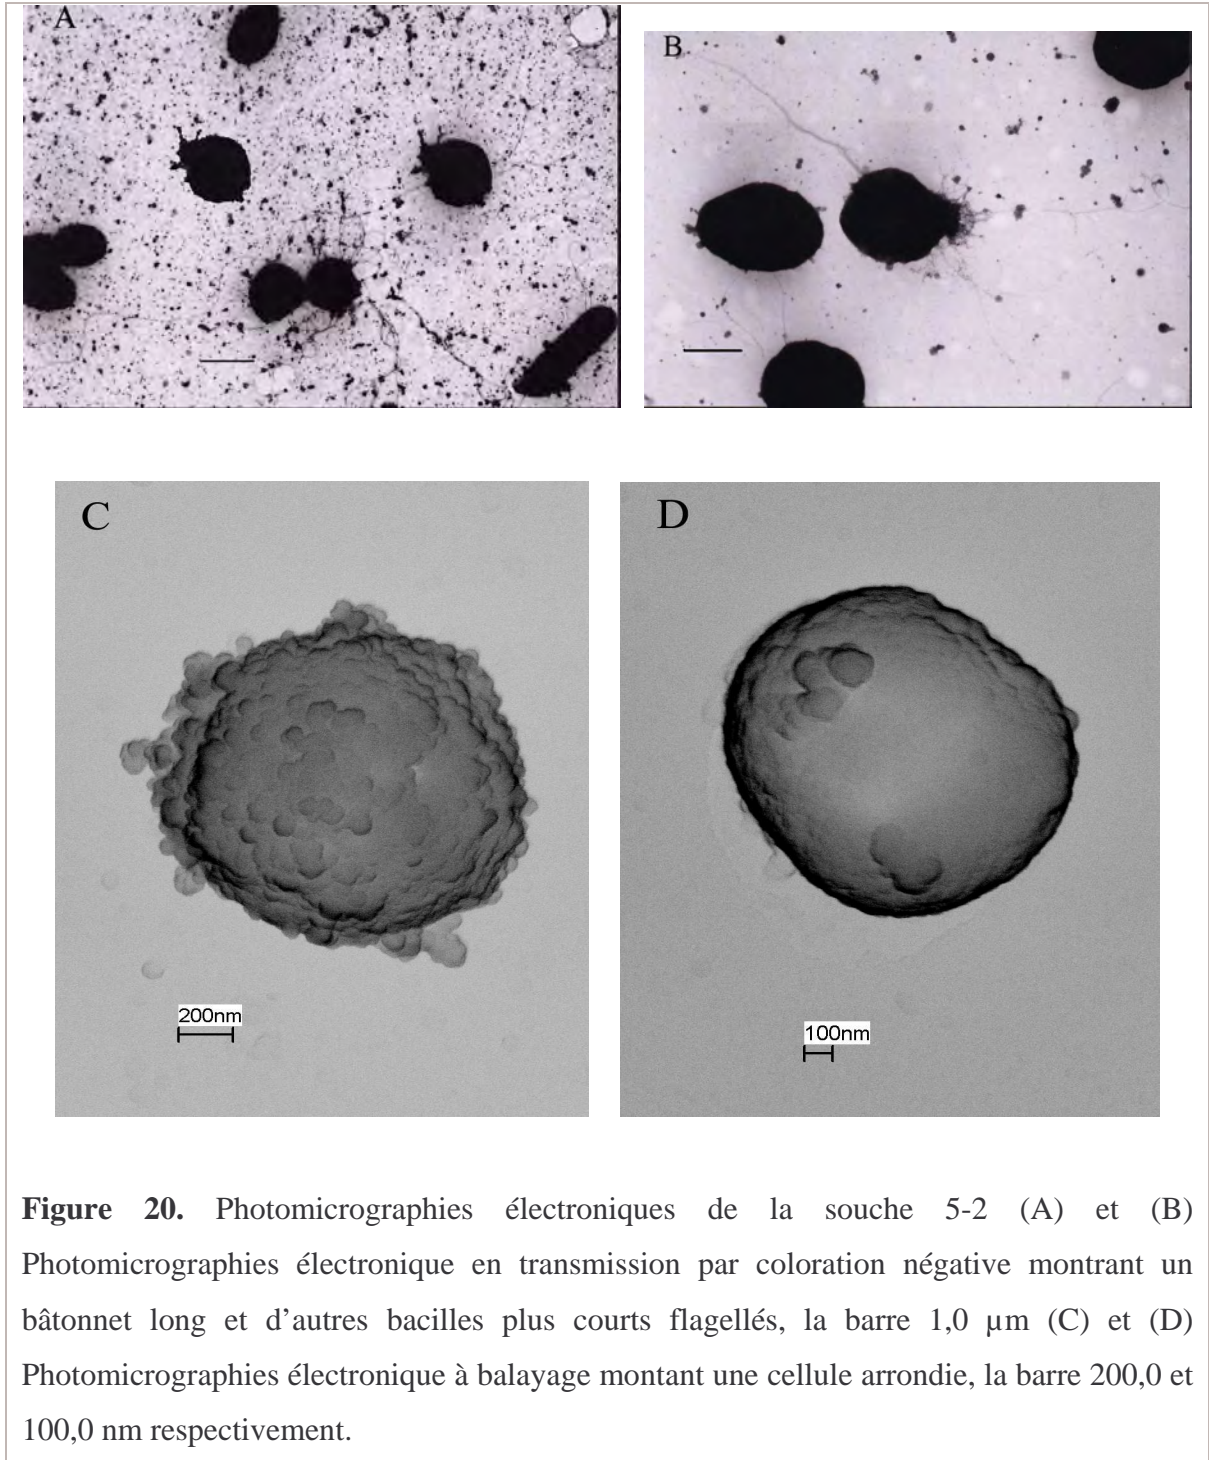 A
B
C
D
200nm
100nm
Figure 20. Photomicrographies électroniques de la souche 5-2 (A) et (B)
Photomicrographies électronique en transmission par coloration négative montrant un
bâtonnet long et d’autres bacilles plus courts flagellés, la barre 1,0 µm (C) et (D)
Photomicrographies électronique à balayage montant une cellule arrondie, la barre 200,0 et
100,0 nm respectivement.